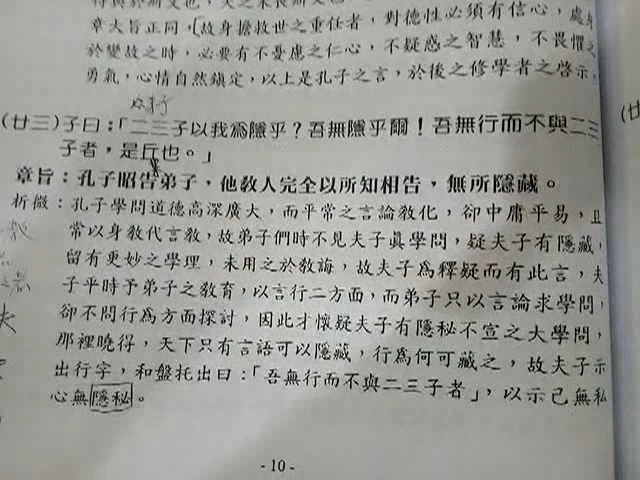 章大旨正同。故身擔救世之重任者,對德性必須有信心,處身
於變故之時,必要有不憂慮之仁心,不疑惑之智慧,不畏懼之
勇氣,心情自然鎮定,以上是孔子之言,於後之修學者之啓示。
(廿三)子曰:「二三子以我為隱乎?吾無隱乎爾!吾無行而不與二三
子者,是丘也。」
章旨:孔子昭告弟子,他教人完全以所知相告,無所隱藏。
析微:孔子學問道德高深廣大,而平常之言論教化,卻中庸平易,且
常以身教代言教,故弟子們時不見夫子眞學問,疑夫子有隱藏,
留有更妙之學理,未用之於教誨,故夫子為釋疑而有此言,夫
子平時予弟子之教育,以言行二方面,而弟子只以言論求學問,
卻不問行為方面探討,因此才懷疑夫子有隱秘不宣之大學問,
那裡曉得,天下只有言語可以隱藏,行為何可藏之,故夫子示
出行字,和盤托出曰:「吾無行而不與二三子者」,以示已無私
心無隱秘。
- 10 -